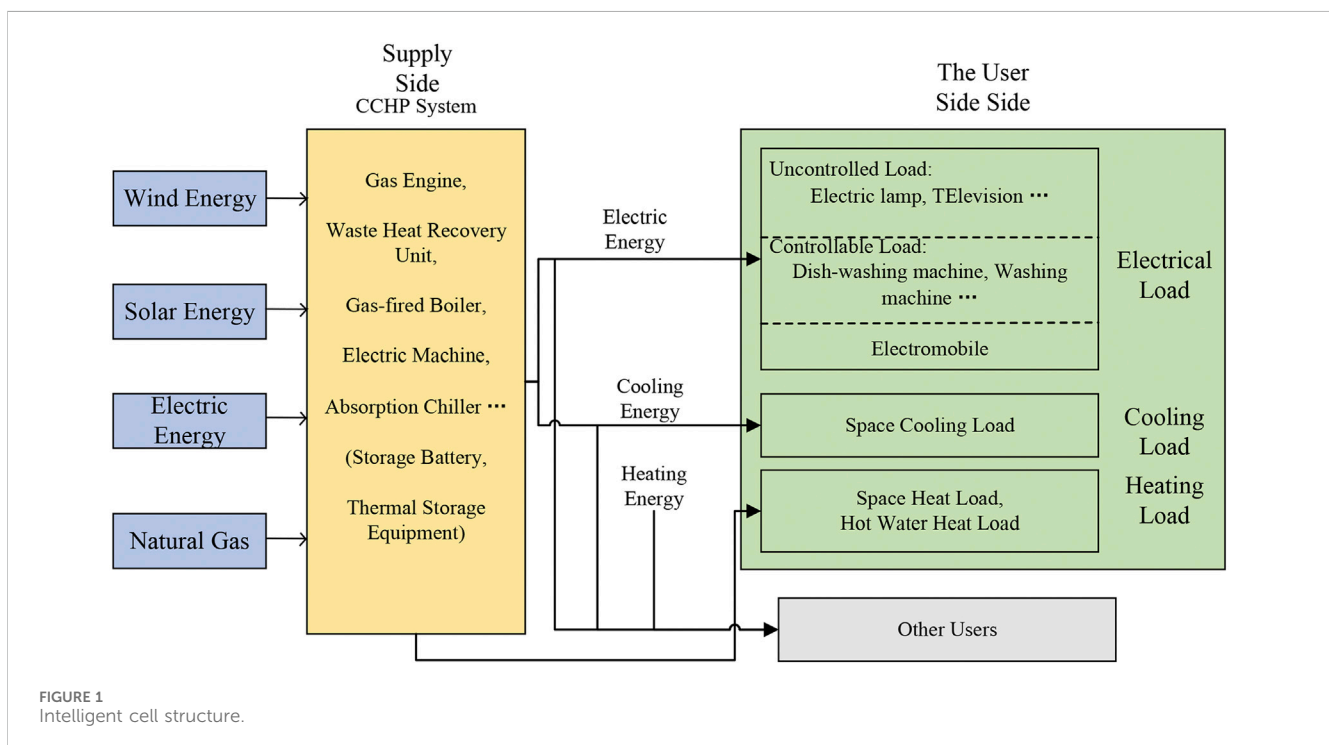 Supply
Side
CCHP System
The User
Side Side
Wind Energy
Solar Energy
Electric
Energy
Natural Gas
Gas Engine,
Waste Heat Recovery
Unit,
Gas-fired Boiler,
Electric Machine,
Absorption Chiller ···
(Storage Battery,
Thermal Storage
Equipment)
Electric
Energy
Cooling
Energy
Heating
Energy
Uncontrolled Load:
Electric lamp, TElevision ···
Controllable Load:
Dish-washing machine, Washing
machine ···
Electromobile
Electrical
Load
Space Cooling Load
Cooling
Load
Space Heat Load,
Hot Water Heat Load
Heating
Load
Other Users
FIGURE 1
Intelligent cell structure.